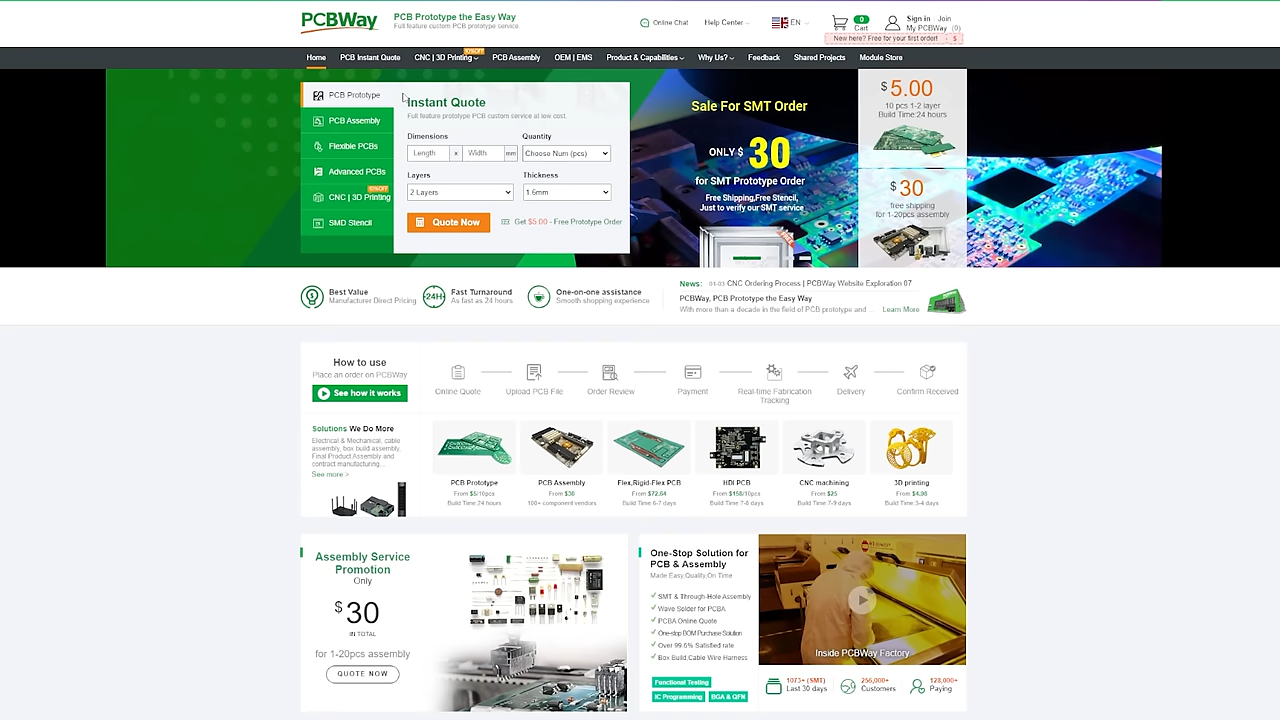 PCBWay
PCB Prototype the Easy Way
Full feature custom PCB prototype service.
Online Chat
Help Center
EN
0
Cart
Sign in
Join
My PCBWay (0)
New here? Free for your first order! - $
Home
PCB Instant Quote
CNC | 3D Printing
PCB Assembly
OEM | EMS
Product & Capabilities
Why Us?
Feedback
Shared Projects
Module Store
PCB Prototype
PCB Assembly
Flexible PCBs
Advanced PCBs
CNC | 3D Printing
SMD Stencil
Instant Quote
Full feature prototype PCB custom service at low cost.
Dimensions
Quantity
Length
x
Width
mm
Choose Num (pcs)
Layers
Thickness
2 Layers
1.6mm
Quote Now
Get $5.00 - Free Prototype Order
Sale For SMT Order
ONLY $ 30
for SMT Prototype Order
Free Shipping,Free Stencil,
Just to verify our SMT service
$ 5.00
10 pcs 1-2 layer
Build Time:24 hours
$ 30
free shipping
for 1-20pcs assembly
Best Value
Manufacturer Direct Pricing
24H
Fast Turnaround
As fast as 24 hours
One-on-one assistance
Smooth shopping experience
News:
01-03 CNC Ordering Process | PCBWay Website Exploration 07
PCBWay, PCB Prototype the Easy Way
With more than a decade in the field of PCB prototype and ...
Learn More
How to use
Place an order on PCBWay
See how it works
Online Quote
Upload PCB File
Order Review
Payment
Real-time Fabrication
Tracking
Delivery
Confirm Received
Solutions We Do More
Electrical & Mechanical, cable
assembly, box build assembly,
Final Product Assembly and
contract manufacturing...
See more >
PCB Prototype
From $5/10pcs
Build Time:24 hours
PCB Assembly
From $30
100+ component vendors
Flex,Rigid-Flex PCB
From $72.64
Build Time 6-7 days
HDI PCB
From $158/10pcs
Build Time:7-8 days
CNC machining
From $25
Build Time:7-9 days
3D printing
From $4.98
Build Time:3-4 days
Assembly Service
Promotion
Only
$ 30
IN TOTAL
for 1-20pcs assembly
QUOTE NOW
One-Stop Solution for
PCB & Assembly
Made Easy,Quality,On Time
SMT & Through-Hole Assembly
Wave Solder for PCBA
PCBA Online Quote
One-stop BOM Purchase Solution
Over 99.6% Satisfied rate
Box Build,Cable Wire Harness
Functional Testing
IC Programming
BGA & QFN
Inside PCBWay Factory
1073+ (SMT)
Last 30 days
256,000+
Customers
128,000+
Paying